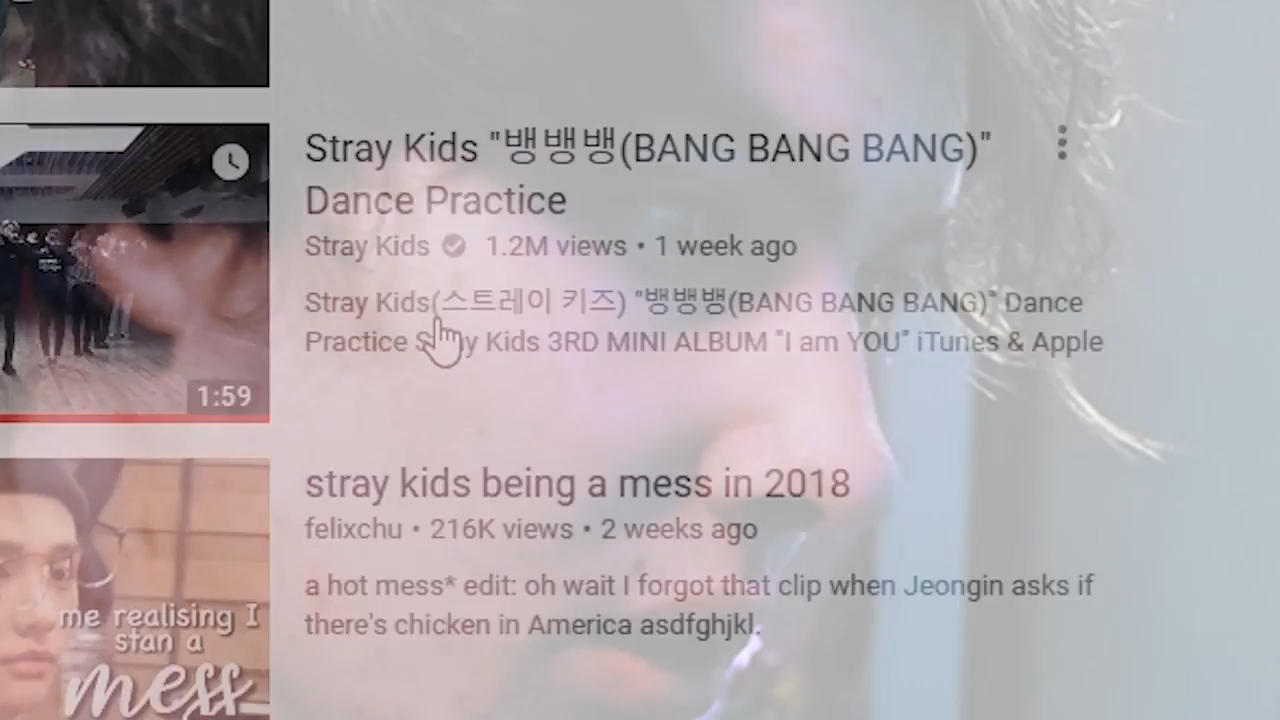 Stray Kids "뱅뱅뱅(BANG BANG BANG)"
Dance Practice
Stray Kids 1.2M views • 1 week ago
Stray Kids(스트레이 키즈) "뱅뱅뱅(BANG BANG BANG)" Dance
Practice Kids 3RD MINI ALBUM "I am YOU" iTunes & Apple
1:59
stray kids being a mess in 2018
felixchu • 216K views • 2 weeks ago
a hot mess* edit: oh wait I forgot that clip when Jeongin asks if
there's chicken in America asdfghjkl.
me realising I
stan a
mess